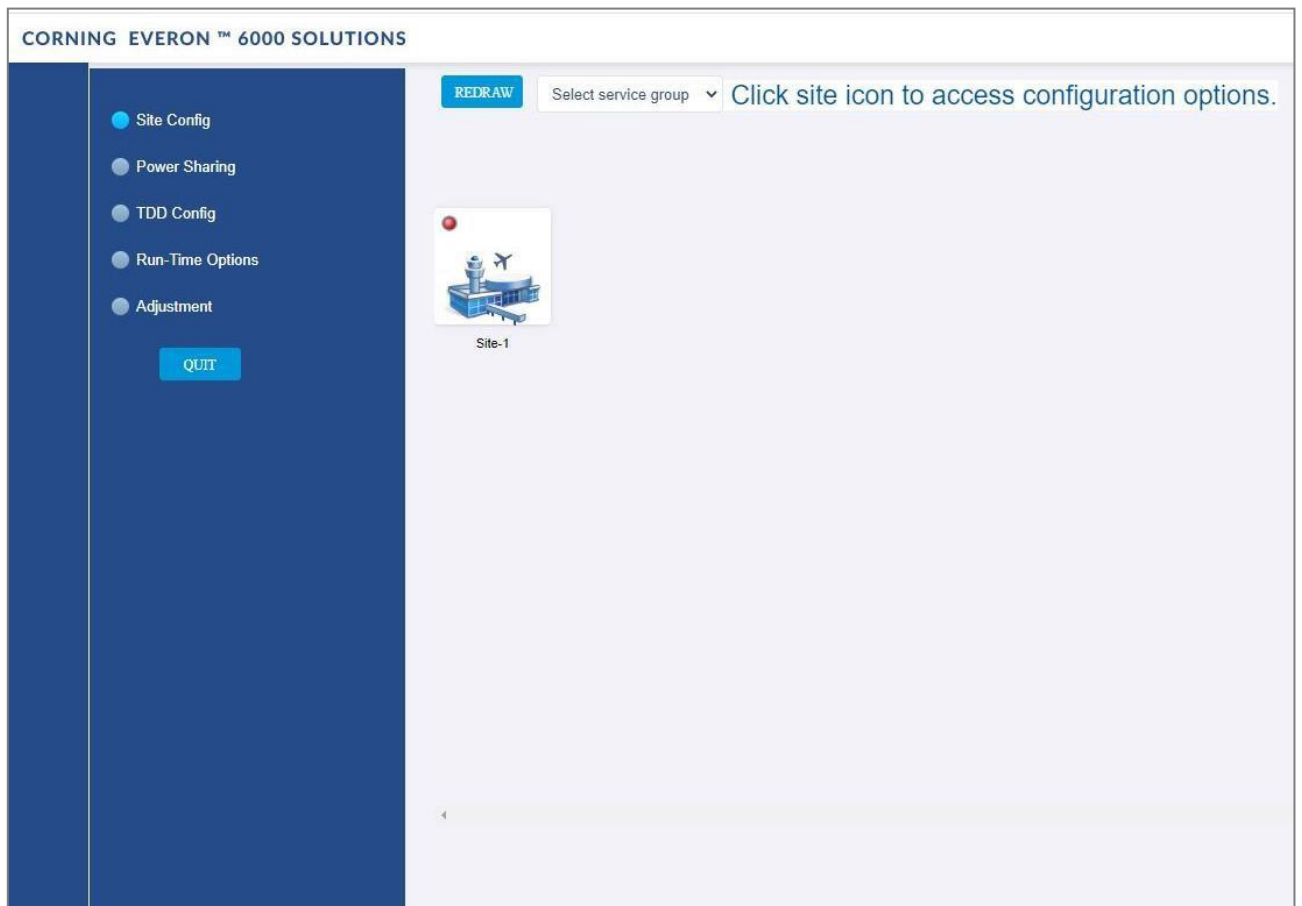 CORNING EVERON ™ 6000 SOLUTIONS
Site Config
Power Sharing
TDD Config
Run-Time Options
Adjustment
QUIT
REDRAW
Select service group
Click site icon to access configuration options.
Site-1